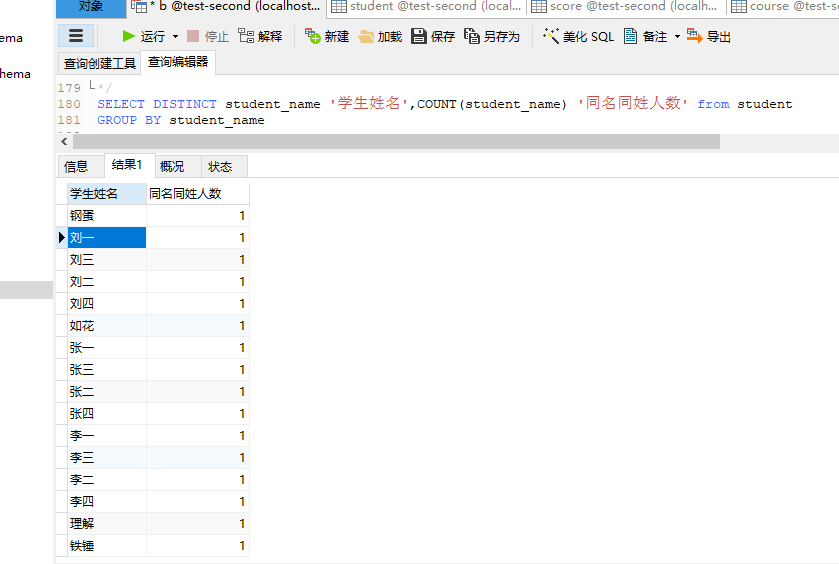 对象 * b @test-second (localhost... student @test-second (local... score @test-second (localh... course @test-se
ema
运行 停止 解释 新建 加载 保存 另存为 美化 SQL 备注 导出
查询创建工具 查询编辑器
hema
179 */
180 SELECT DISTINCT student_name '学生姓名',COUNT(student_name) '同名同姓人数' from student
181 GROUP BY student_name
信息 结果1 概况 状态
学生姓名 同名同姓人数
钢蛋 1
刘一 1
刘三 1
刘二 1
刘四 1
如花 1
张一 1
张三 1
张二 1
张四 1
李一 1
李三 1
李二 1
李四 1
理解 1
铁锤 1